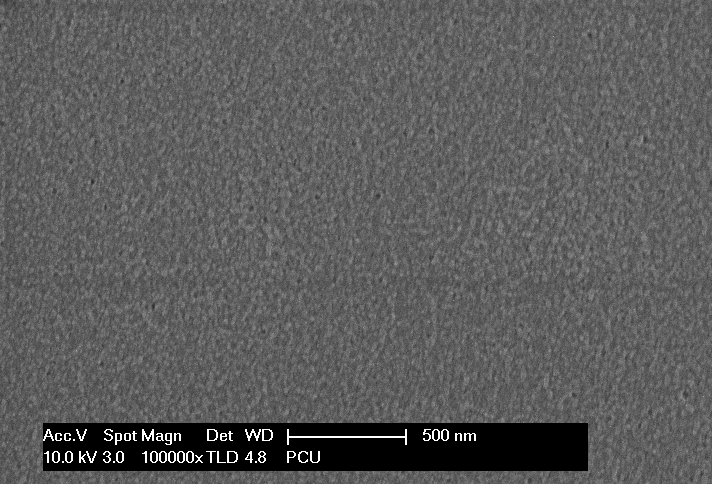 Acc.V Spot Magn Det WD 500 nm
10.0 kV 3.0 100000x TLD 4.8 PCU